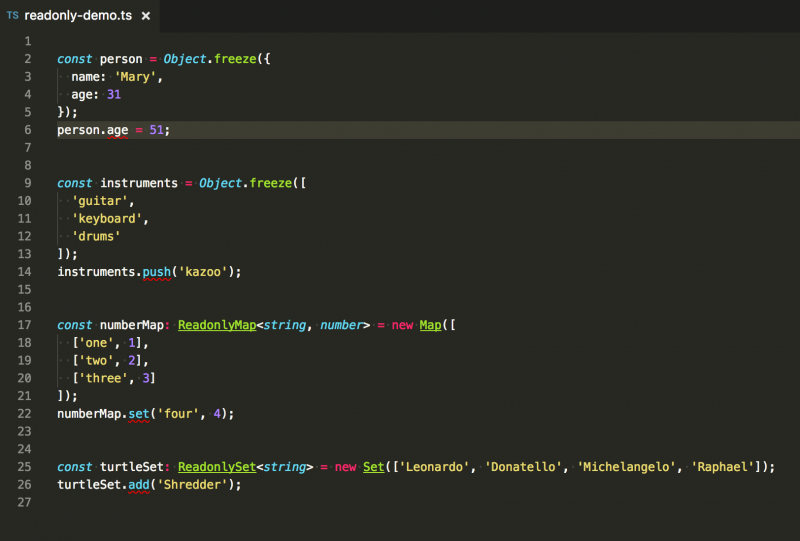 TS readonly-demo.ts ×
1
2 const person = Object.freeze({
3 name: 'Mary',
4 age: 31
5 });
6 person.age = 51;
7
8
9 const instruments = Object.freeze([
10 'guitar',
11 'keyboard',
12 'drums'
13 ]);
14 instruments.push('kazoo');
15
16
17 const numberMap: ReadonlyMap<string, number> = new Map([
18 ['one', 1],
19 ['two', 2],
20 ['three', 3]
21 ]);
22 numberMap.set('four', 4);
23
24
25 const turtleSet: ReadonlySet<string> = new Set(['Leonardo', 'Donatello', 'Michelangelo', 'Raphael']);
26 turtleSet.add('Shredder');
27